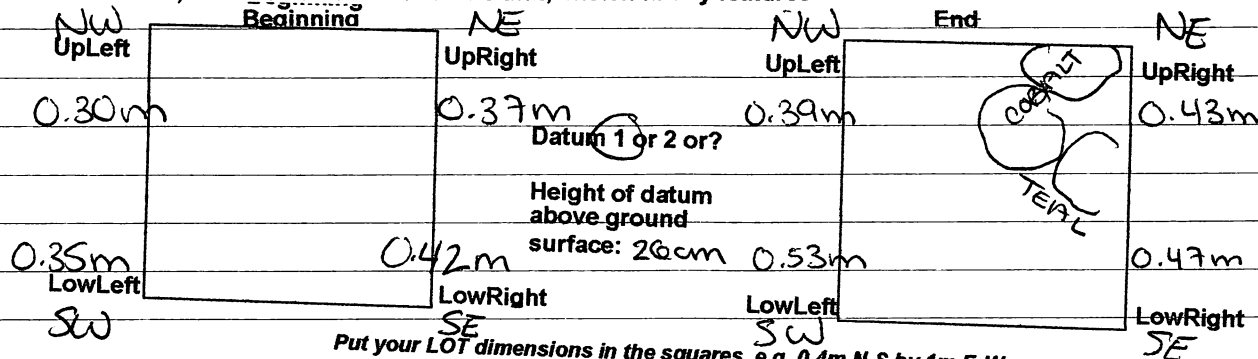 Beginning
End
NW
NE
NW
NE
UpLeft
UpRight
UpLeft
UpRight
0.30m
0.37m
0.39m
0.43m
COBALT
Datum 1 or 2 or?
TEAL
Height of datum
above ground
surface: 26cm
0.35m
0.42m
0.53m
0.47m
LowLeft
LowRight
LowLeft
LowRight
SW
SE
SW
SE
Put your LOT dimensions in the squares, e.g. 0.4m N-S by 1m E-W